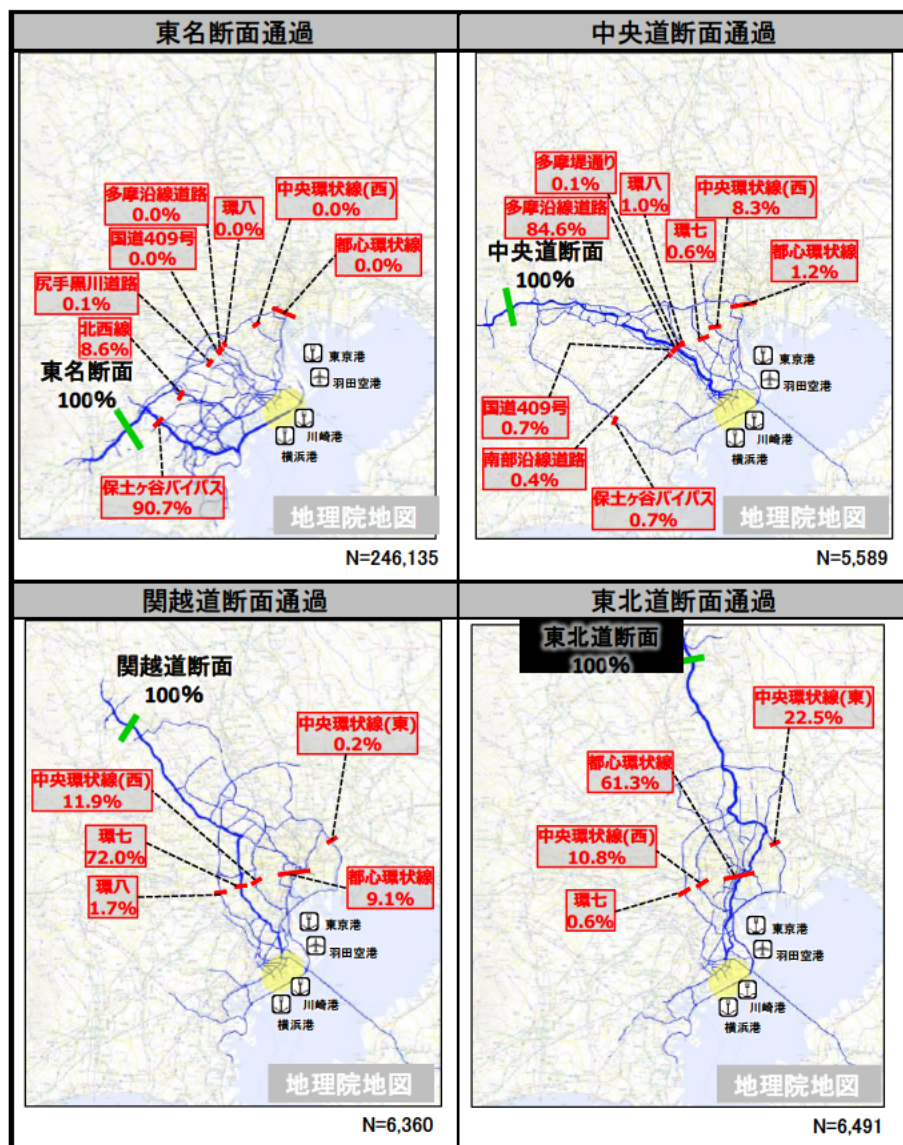 東名断面通過
中央道断面通過
多摩沿線道路
0.0%
環八
0.0%
中央環状線(西)
0.0%
国道409号
0.0%
都心環状線
0.0%
尻手黒川道路
0.1%
北西線
8.6%
東名断面
100%
東京港
羽田空港
川崎港
横浜港
保土ヶ谷バイパス
90.7%
地理院地図
N=246,135
多摩堤通り
0.1%
環八
1.0%
中央環状線(西)
8.3%
多摩沿線道路
84.6%
環七
0.6%
都心環状線
1.2%
中央道断面
100%
東京港
羽田空港
国道409号
0.7%
川崎港
横浜港
南部沿線道路
0.4%
保土ヶ谷バイパス
0.7%
地理院地図
N=5,589
関越道断面通過
東北道断面通過
関越道断面
100%
中央環状線(東)
0.2%
中央環状線(西)
11.9%
環七
72.0%
環八
1.7%
都心環状線
9.1%
東京港
羽田空港
川崎港
横浜港
地理院地図
N=6,360
東北道断面
100%
中央環状線(東)
22.5%
都心環状線
61.3%
中央環状線(西)
10.8%
環七
0.6%
東京港
羽田空港
川崎港
横浜港
地理院地図
N=6,491